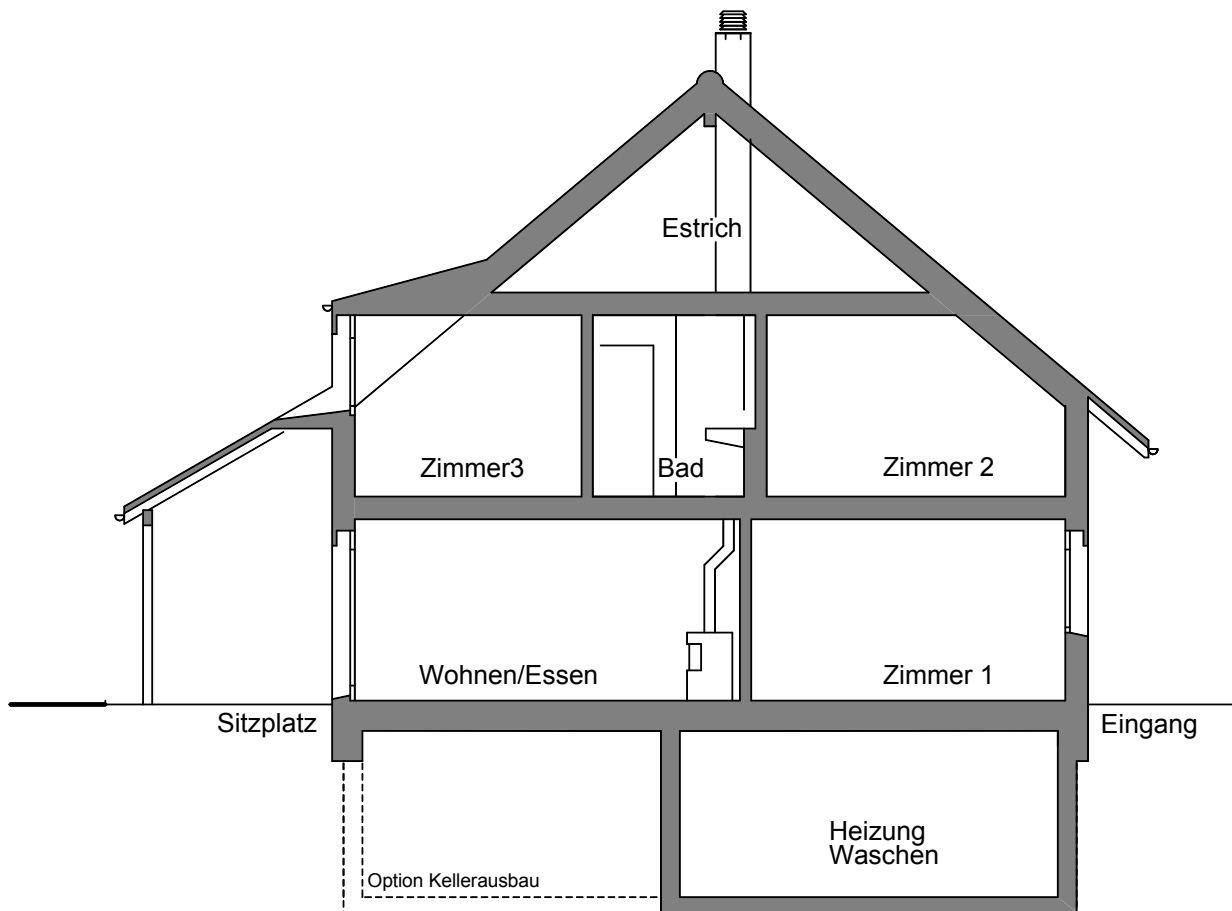 Estrich
Zimmer3
Bad
Zimmer 2
Wohnen/Essen
Zimmer 1
Sitzplatz
Eingang
Heizung
Waschen
Option Kellerausbau